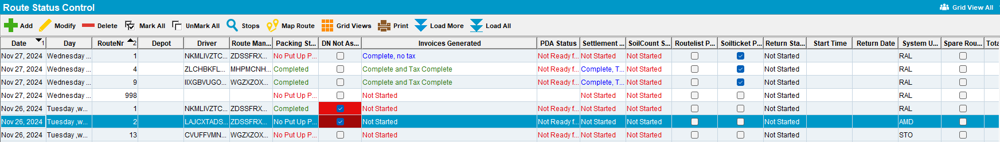 Route Status Control Grid View All
Add Modify Delete Mark All UnMark All Stops Map Route Grid Views Print Load More Load All
Date 1 Day RouteNr 2 Depot Driver Route Man... Packing St... DN Not As... Invoices Generated PDA Status Settlement ... SoilCount S... Routelist P... Soilticket P... Return Sta... Start Time Return Date System U... Spare Rou... Tota
Nov 27, 2024 Wednesday ... 1 NKMLIVZTC... ZDSSFRX... No Put Up P... Complete, no tax Not Ready f... Not Started Not Started Not Started RAL
Nov 27, 2024 Wednesday ... 4 ZLCHBKFL... MHPMCNH... Completed Complete and Tax Complete Not Ready f... Complete, T... Not Started Not Started RAL
Nov 27, 2024 Wednesday ... 9 IIXGBVUGO... WGZXZOX... Completed Complete and Tax Complete Not Ready f... Complete, T... Not Started Not Started RAL
Nov 27, 2024 Wednesday ... 998 No Put Up P... Not Started Not Started Not Started Not Started RAL
Nov 26, 2024 Tuesday ,w... 1 NKMLIVZTC... ZDSSFRX... Completed Not Started Not Ready f... Not Started Not Started Not Started RAL
Nov 26, 2024 Tuesday ,w... 2 LAJCXTADS... ZDSSFRX... No Put Up P... Not Started Not Ready f... Not Started Not Started Not Started AMD
Nov 26, 2024 Tuesday ,w... 13 CVUFFVMN... WGZXZOX... No Put Up P... Not Started Not Ready f... Not Started Not Started Not Started STO